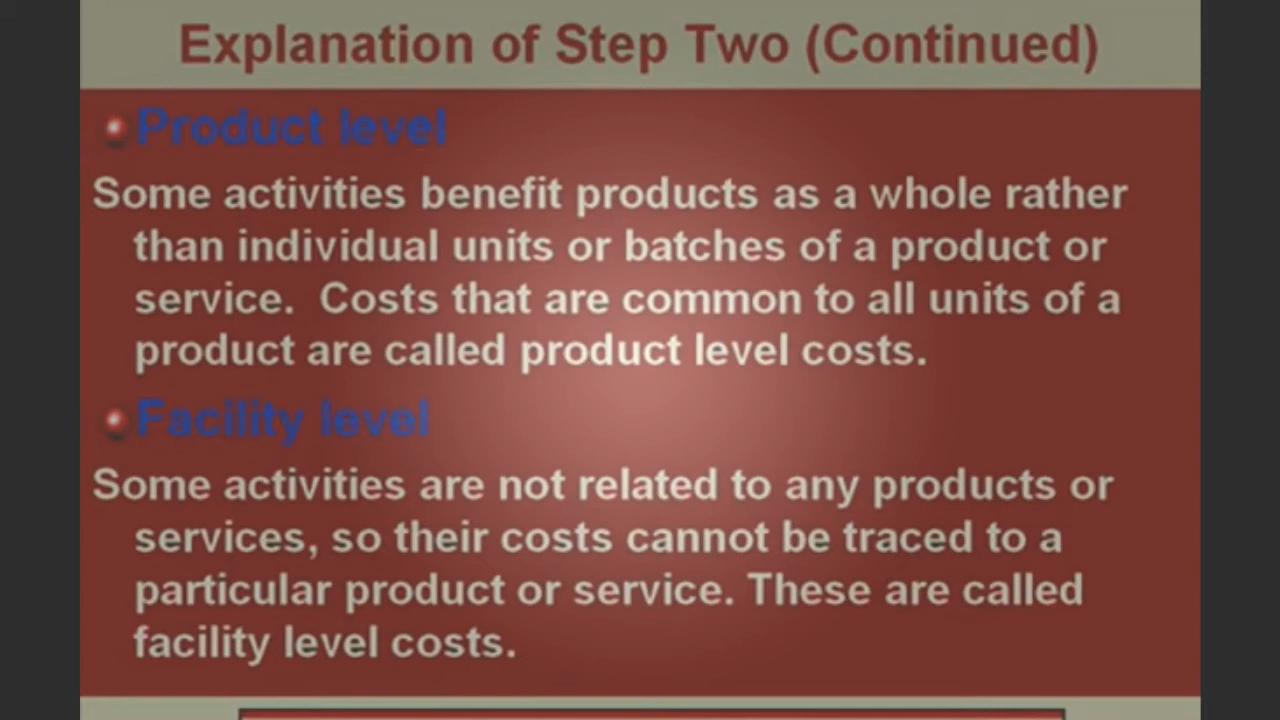 Explanation of Step Two (Continued)
Product level
Some activities benefit products as a whole rather
than individual units or batches of a product or
service.  Costs that are common to all units of a
product are called product level costs.
Facility level
Some activities are not related to any products or
services, so their costs cannot be traced to a
particular product or service. These are called
facility level costs.